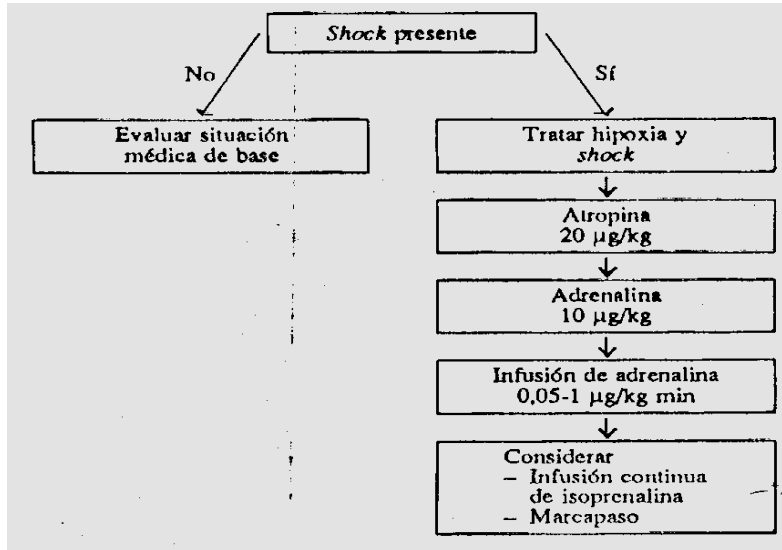 Shock presente
No
Sí
Evaluar situación
médica de base
Tratar hipoxia y
shock
Atropina
20 μg/kg
Adrenalina
10 μg/kg
Infusión de adrenalina
0,05-1 μg/kg min
Considerar
– Infusión continua
de isoprenalina
– Marcapaso